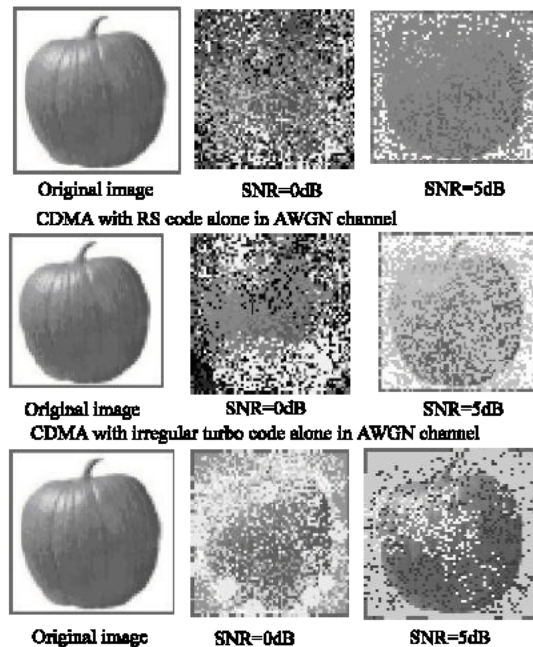 Original image SNR=0dB SNR=5dB
CDMA with RS code alone in AWGN channel
Original image SNR=0dB SNR=5dB
CDMA with irregular turbo code alone in AWGN channel
Original image SNR=0dB SNR=5dB